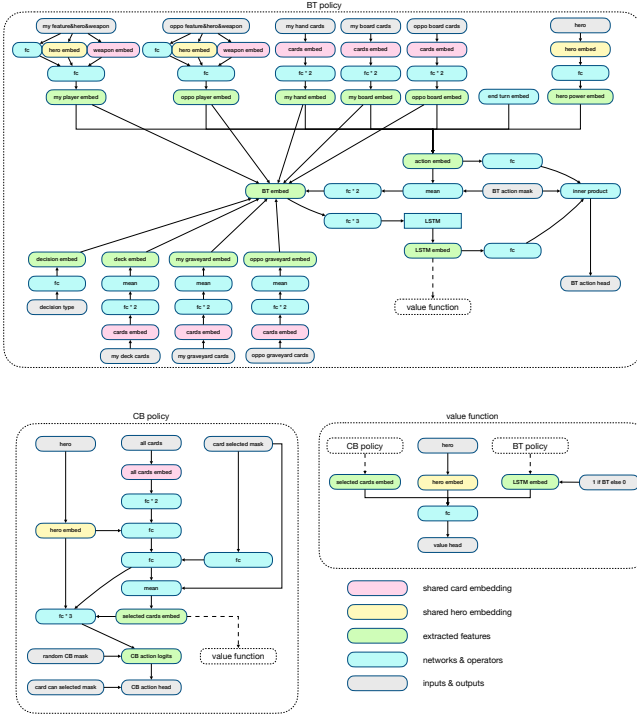 BT policy
my feature&hero&weapon
oppo feature&hero&weapon
my hand cards
my board cards
oppo board cards
hero
fc
hero embed
weapon embed
fc
hero embed
weapon embed
cards embed
cards embed
cards embed
hero embed
fc
fc
fc * 2
fc * 2
fc * 2
fc
my player embed
oppo player embed
my hand embed
my board embed
oppo board embed
end turn embed
hero power embed
action embed
fc
BT embed
fc * 2
mean
BT action mask
inner product
fc * 3
LSTM
decision embed
deck embed
my graveyard embed
oppo graveyard embed
LSTM embed
fc
fc
mean
mean
mean
BT action head
decision type
fc * 2
fc * 2
fc * 2
value function
cards embed
cards embed
cards embed
my deck cards
my graveyard cards
oppo graveyard cards
CB policy
hero
all cards
card selected mask
all cards embed
fc * 2
hero embed
fc
fc
fc
mean
fc * 3
selected cards embed
random CB mask
CB action logits
value function
card can selected mask
CB action head
value function
CB policy
hero
BT policy
selected cards embed
hero embed
LSTM embed
1 if BT else 0
fc
value head
shared card embedding
shared hero embedding
extracted features
networks & operators
inputs & outputs